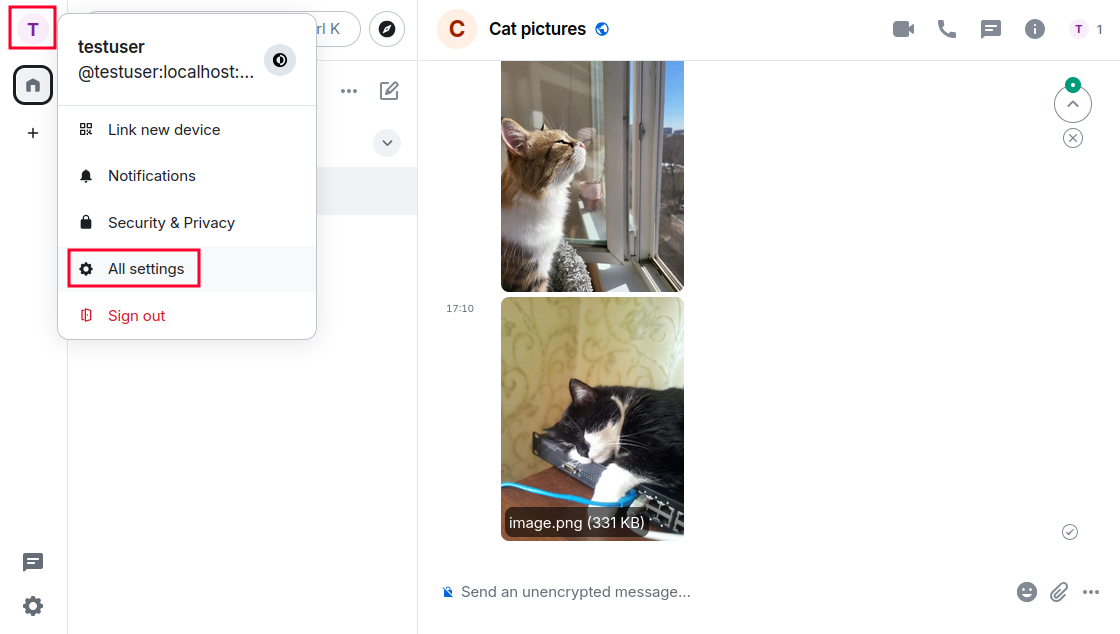 T
rl K
testuser
@testuser:localhost:...
Link new device
Notifications
Security & Privacy
All settings
Sign out
C
Cat pictures
T 1
17:10
image.png (331 KB)
Send an unencrypted message...